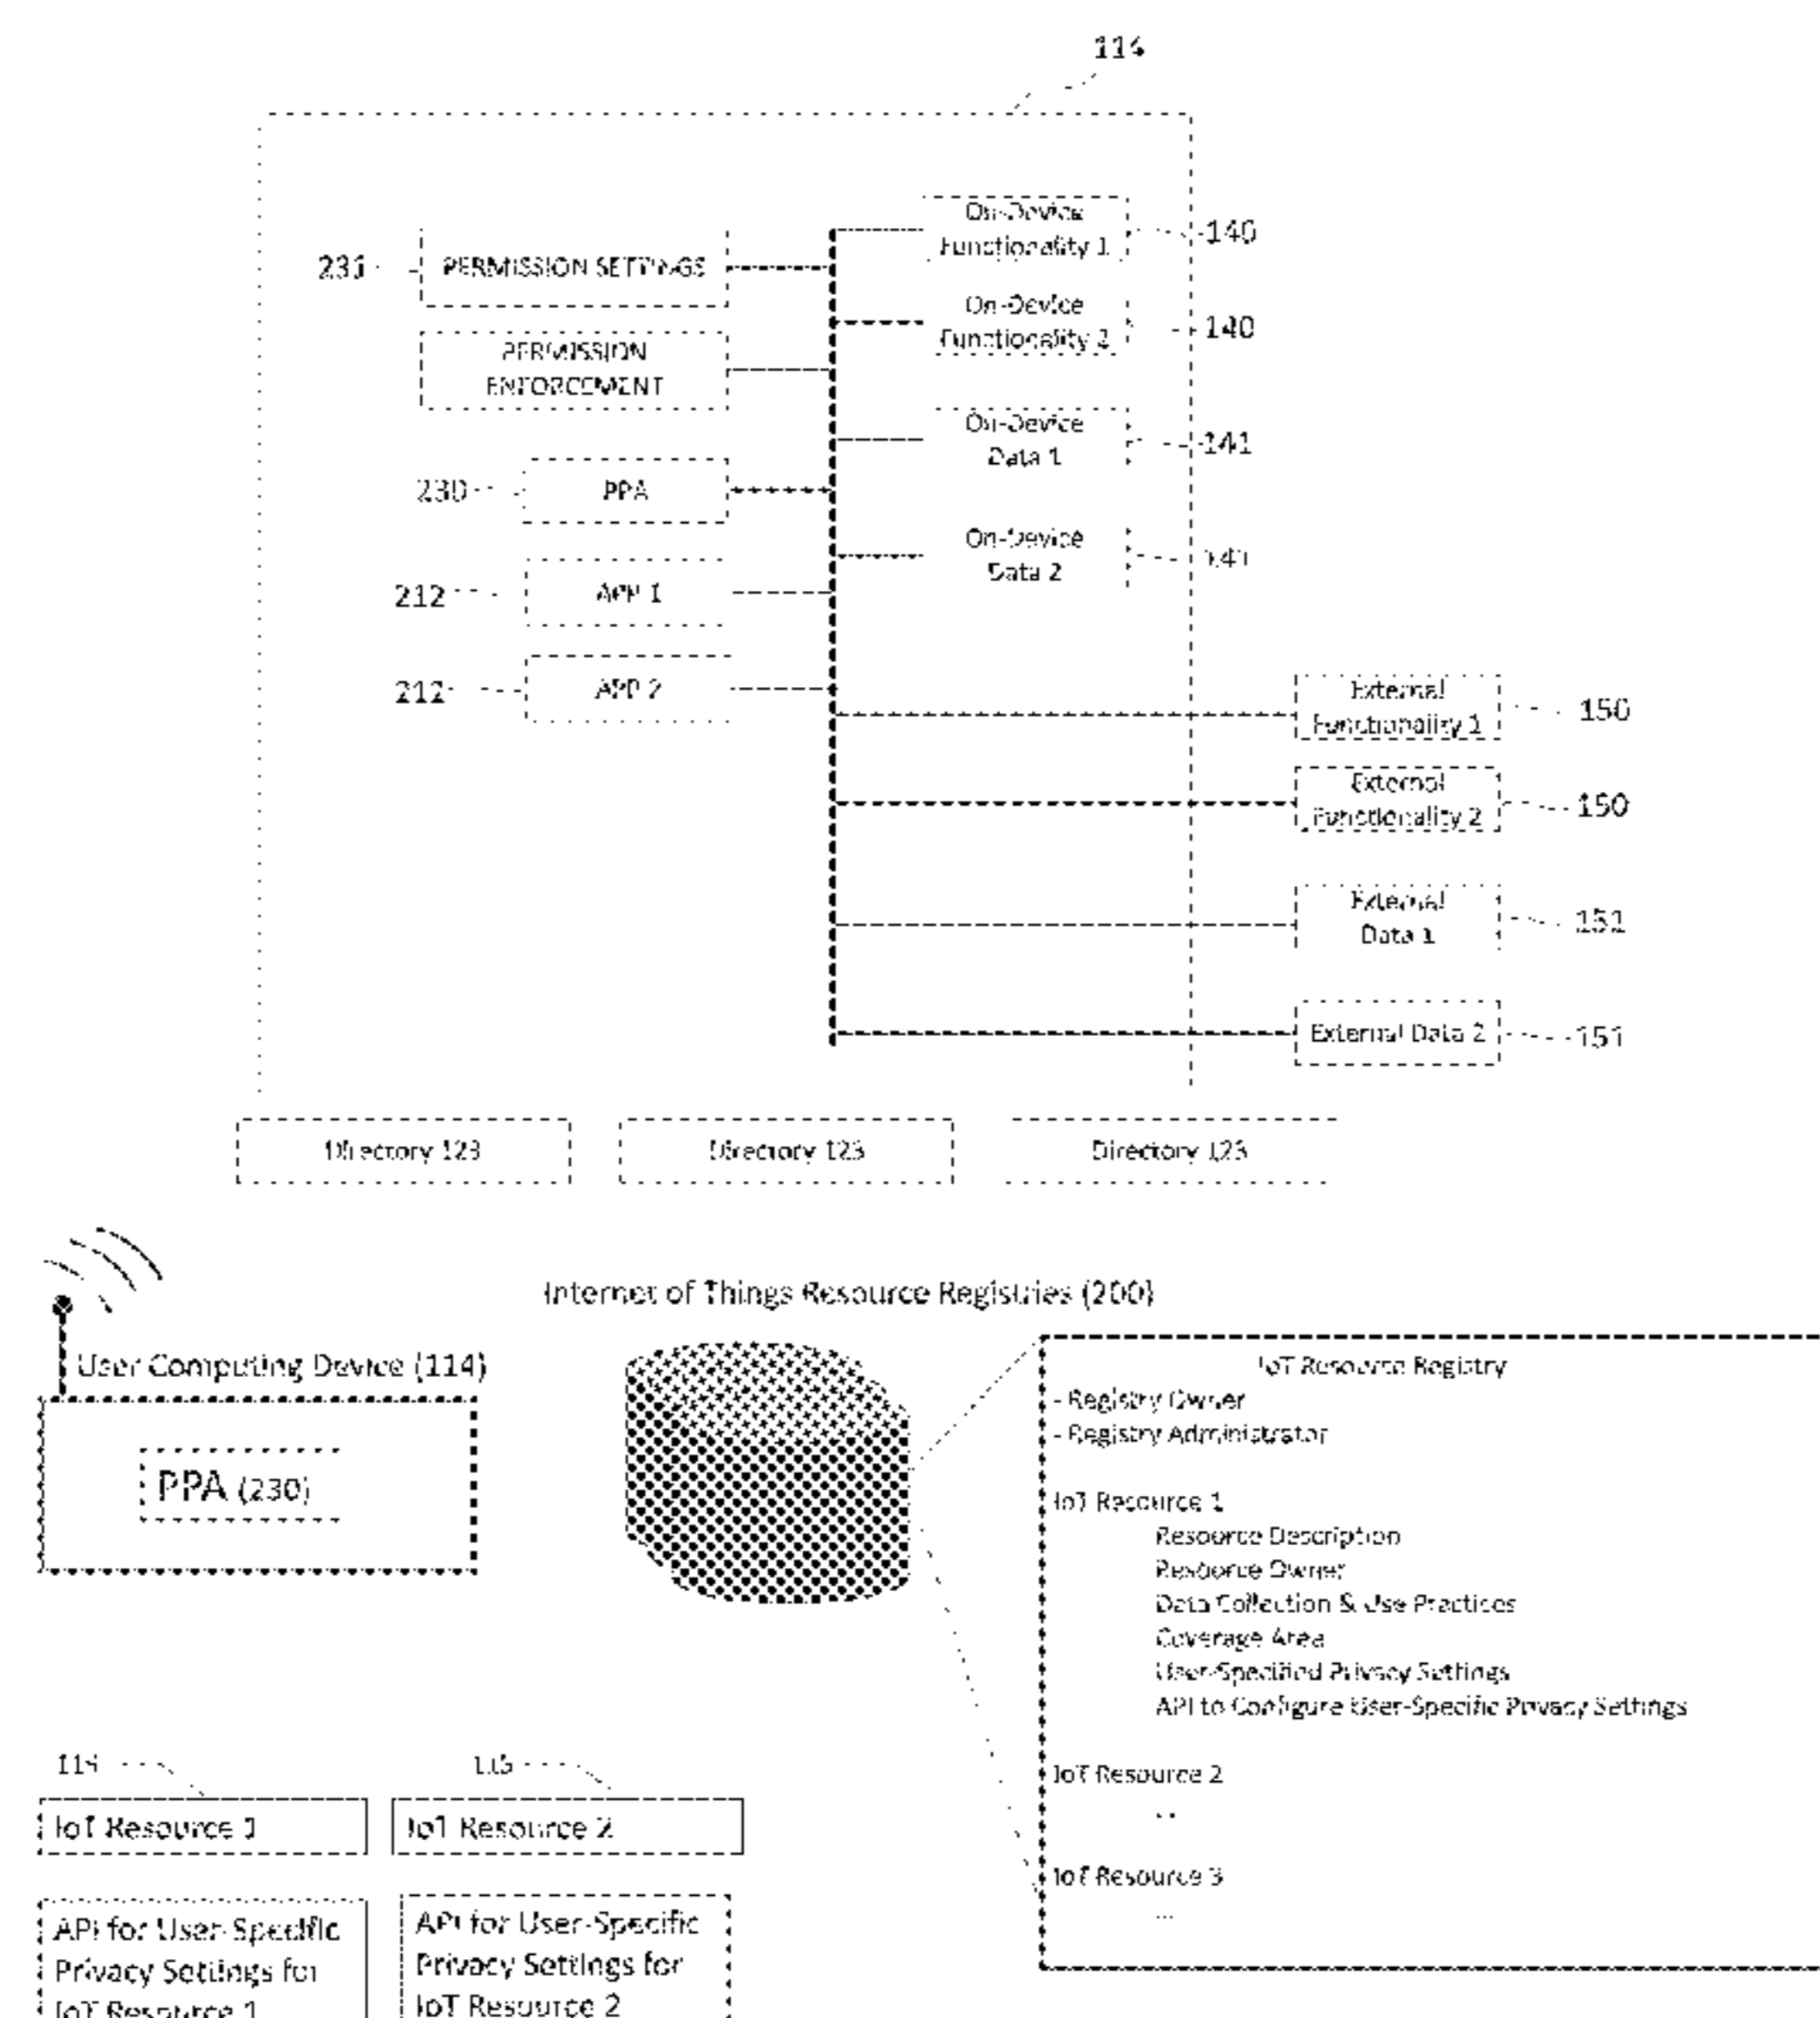 114
On-Device
Functionality 1
140
231
PERMISSION SETTINGS
On-Device
Functionality 2
140
PERMISSION
ENFORCEMENT
On-Device
Data 1
141
230
PPA
On-Device
Data 2
141
212
APP 1
212
APP 2
External
Functionality 1
150
External
Functionality 2
150
External
Data 1
151
External Data 2
151
Directory 123
Directory 123
Directory 123
Internet of Things Resource Registries (200)
User Computing Device (114)
PPA (230)
IoT Resource Registry
- Registry Owner
- Registry Administrator
IoT Resource 1
Resource Description
Resource Owner
Data Collection & Use Practices
Coverage Area
User-Specified Privacy Settings
API to Configure User-Specific Privacy Settings
IoT Resource 2
...
IoT Resource 3
...
IoT Resource 1
IoT Resource 2
API for User-Specific
Privacy Settings for
IoT Resource 1
API for User-Specific
Privacy Settings for
IoT Resource 2